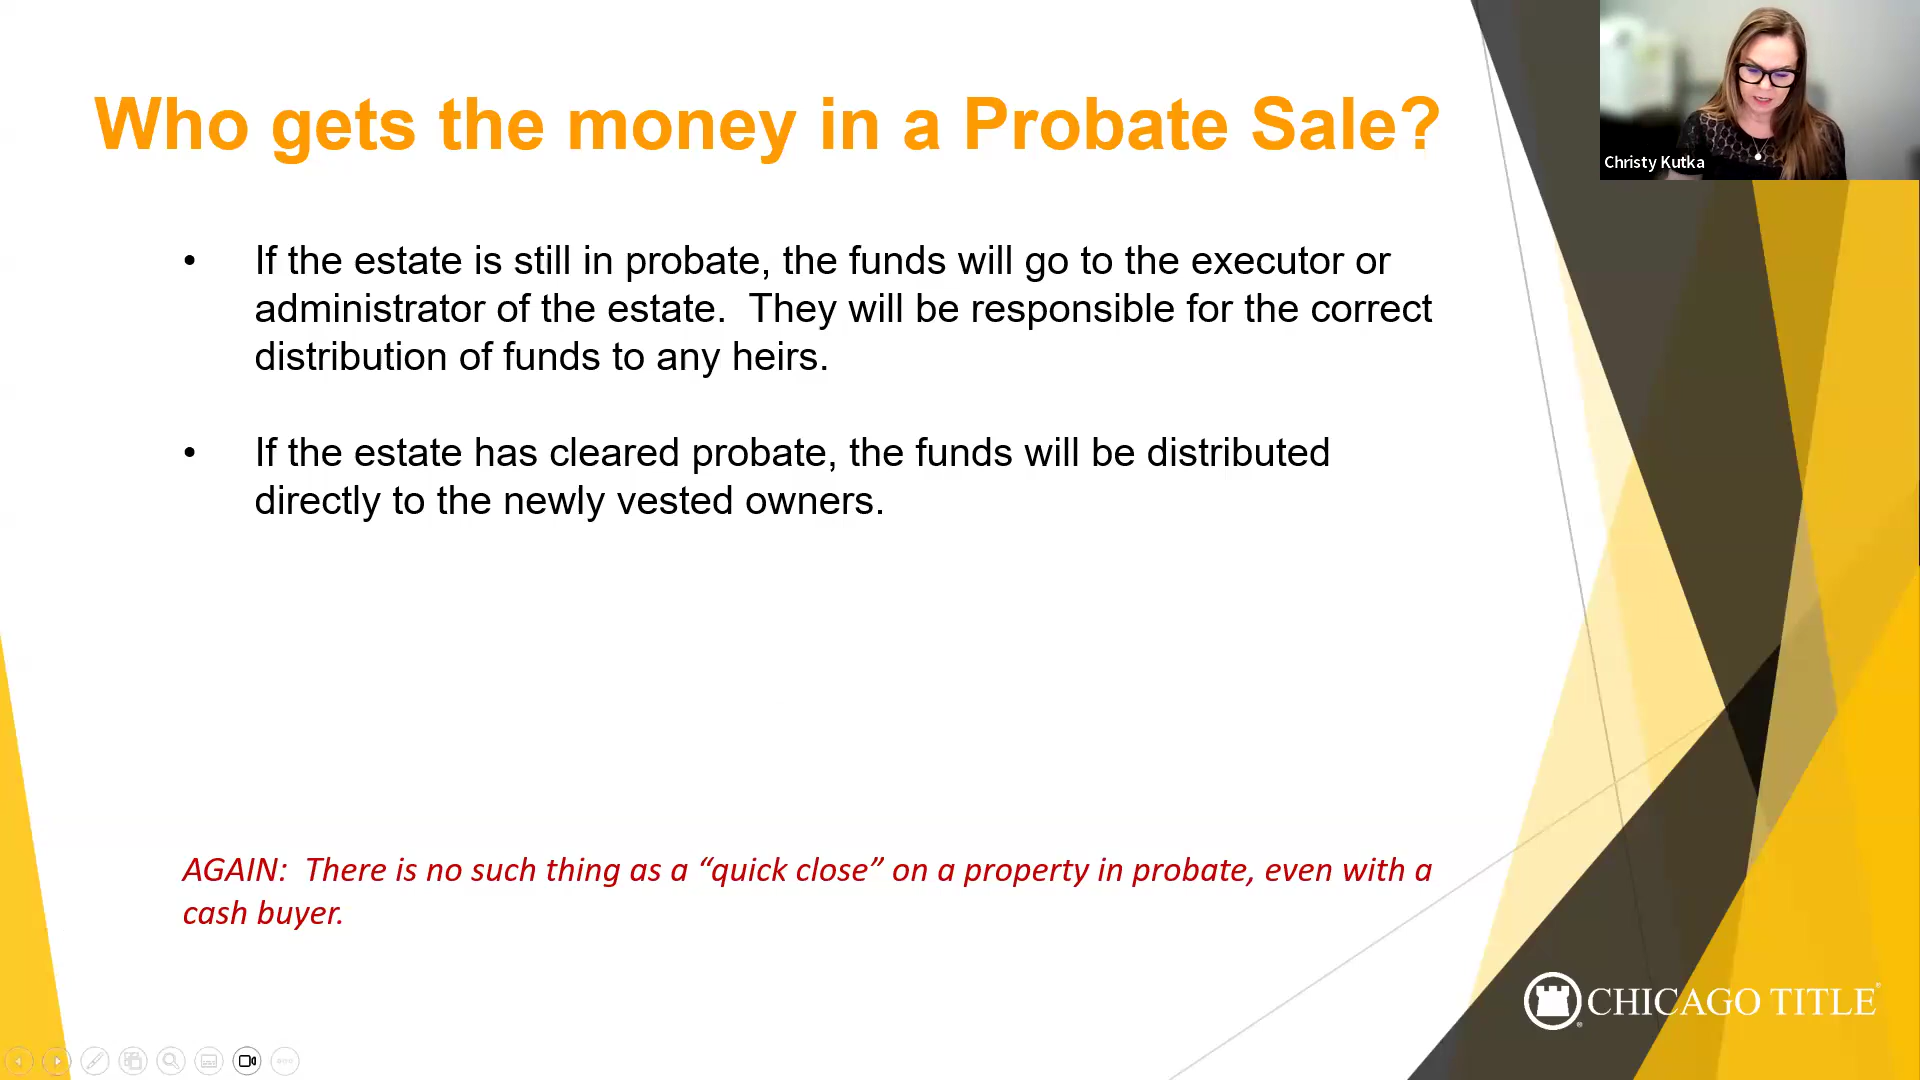 Who gets the money in a Probate Sale?
Christy Kutka
• If the estate is still in probate, the funds will go to the executor or
administrator of the estate.  They will be responsible for the correct
distribution of funds to any heirs.
• If the estate has cleared probate, the funds will be distributed
directly to the newly vested owners.
AGAIN:  There is no such thing as a “quick close” on a property in probate, even with a
cash buyer.
CHICAGO TITLE®